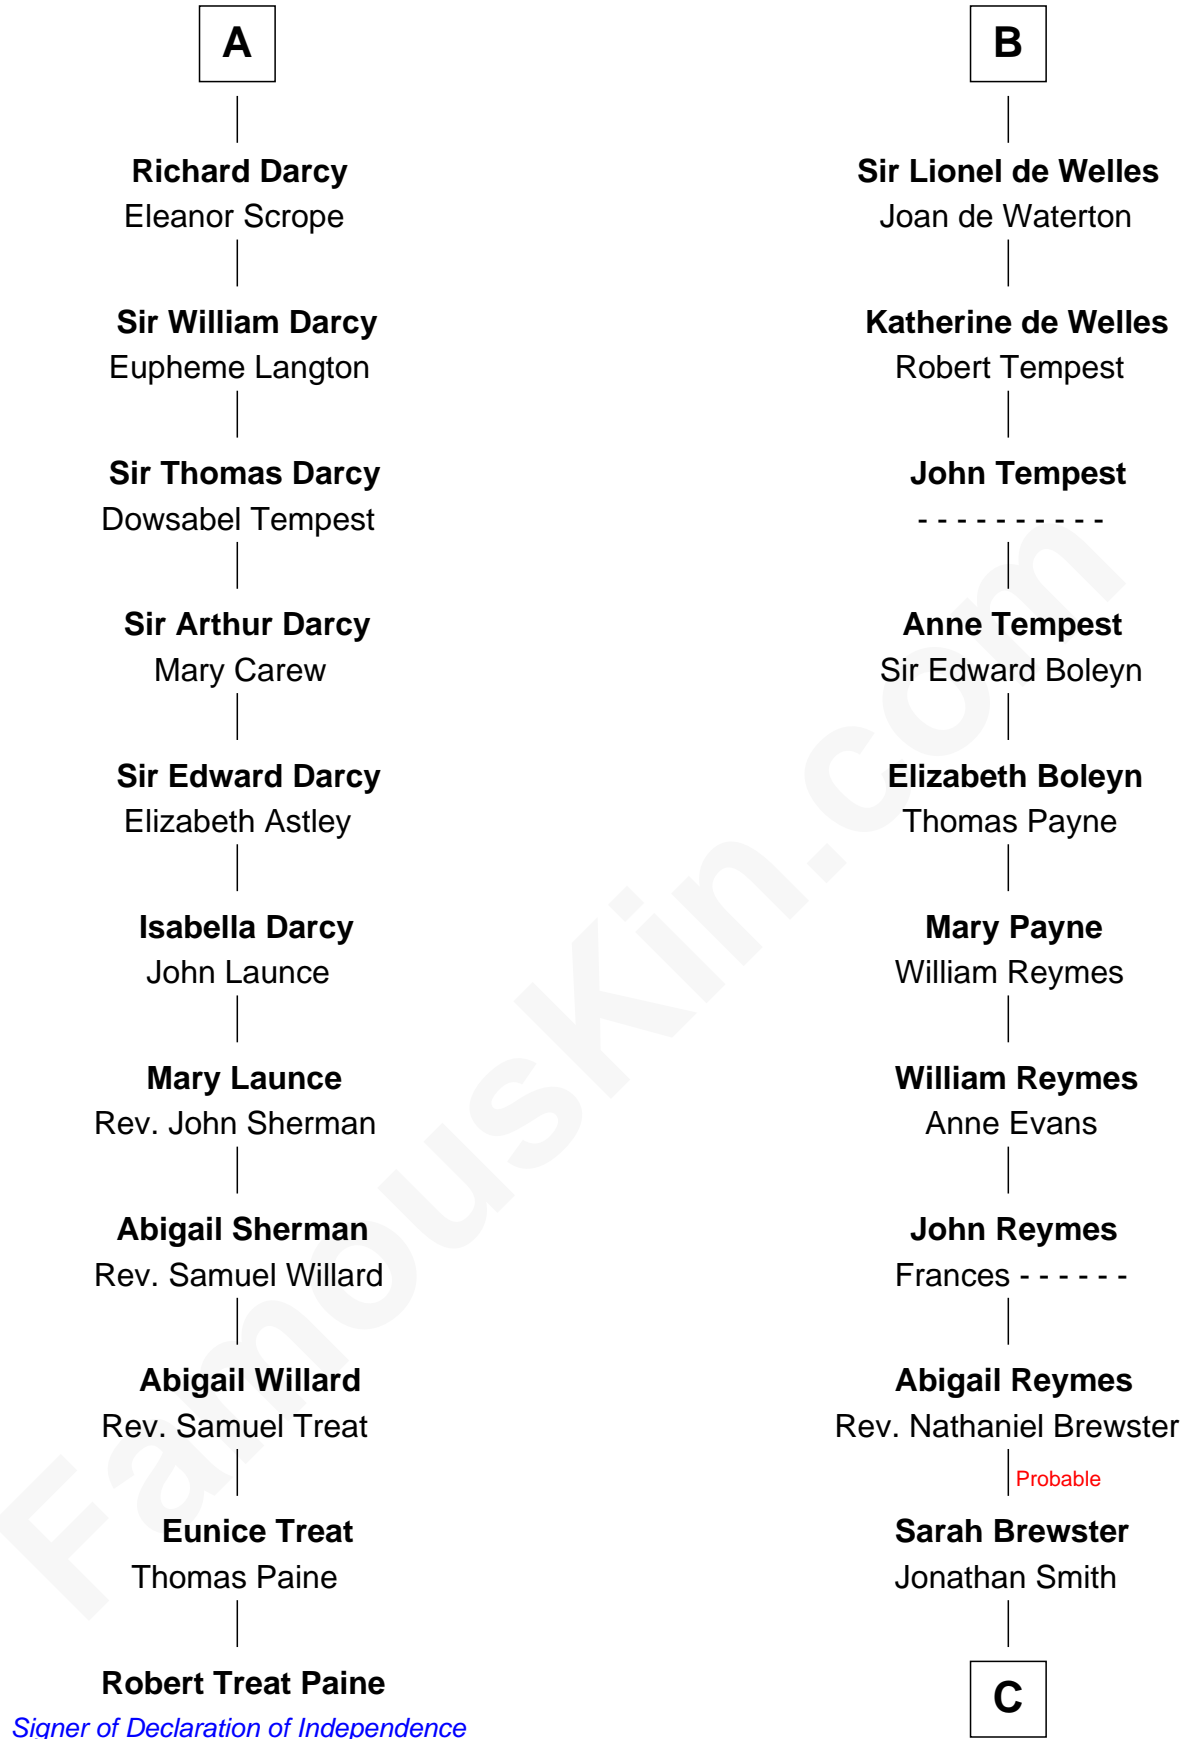 A
Richard Darcy
Eleanor Scrope
Sir William Darcy
Eupheme Langton
Sir Thomas Darcy
Dowsabel Tempest
Sir Arthur Darcy
Mary Carew
Sir Edward Darcy
Elizabeth Astley
Isabella Darcy
John Launce
Mary Launce
Rev. John Sherman
Abigail Sherman
Rev. Samuel Willard
Abigail Willard
Rev. Samuel Treat
Eunice Treat
Thomas Paine
Robert Treat Paine
Signer of Declaration of Independence
B
Sir Lionel de Welles
Joan de Waterton
Katherine de Welles
Robert Tempest
John Tempest
- - - - - - - - - -
Anne Tempest
Sir Edward Boleyn
Elizabeth Boleyn
Thomas Payne
Mary Payne
William Reymes
William Reymes
Anne Evans
John Reymes
Frances - - - - - -
Abigail Reymes
Rev. Nathaniel Brewster
Probable
Sarah Brewster
Jonathan Smith
C
FamousKin.com